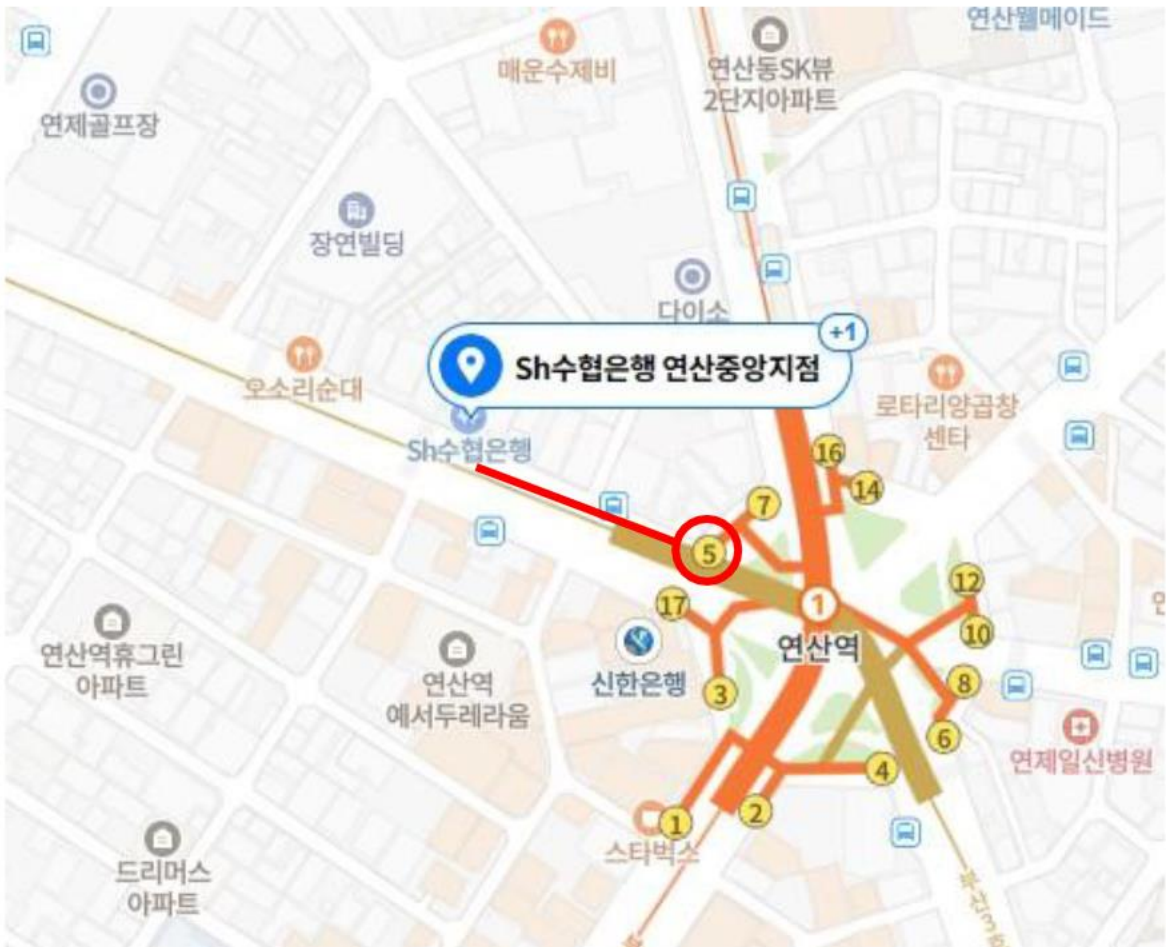 연산웰메이드
매운수제비
연산동SK뷰
2단지아파트
연제골프장
장연빌딩
다이소
+1
Sh수협은행 연산중앙지점
오소리순대
로타리양곱창
센타
Sh수협은행
16
14
7
5
12
17
1
10
연산역
연산역휴그린
아파트
연산역
예서두레라움
신한은행
3
8
6
연제일신병원
4
2
1
스타벅스
드리머스
아파트